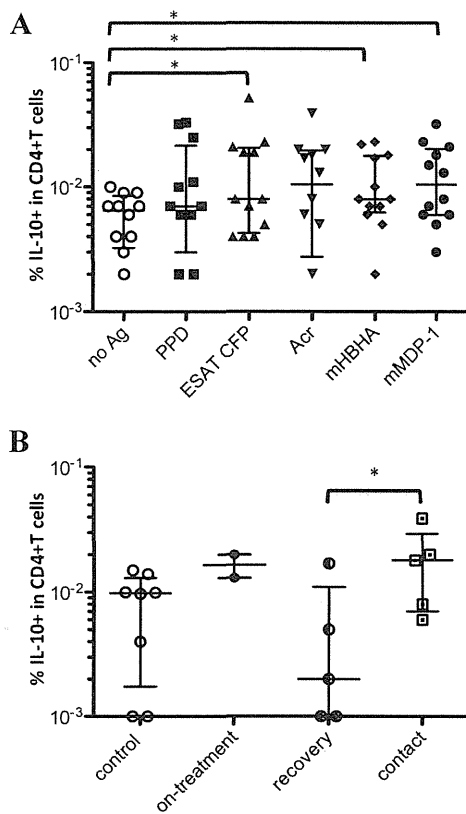 A
*
*
*
% IL-10+ in CD4+T cells
10-1
10-2
10-3
no Ag
PPD
ESAT CFP
Acr
mHBHA
mMDP-1
B
*
% IL-10+ in CD4+T cells
10-1
10-2
10-3
control
on-treatment
recovery
contact